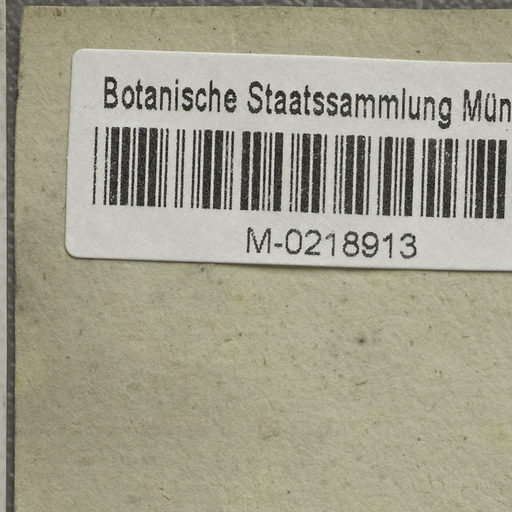 Botanische Staatssammlung Mün
M-0218913